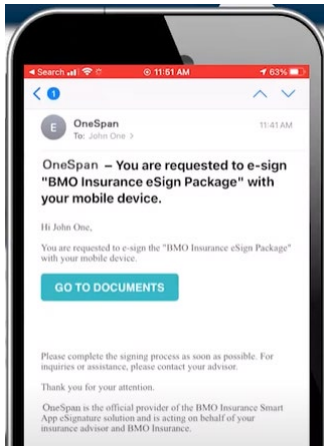 Search 11:51 AM 63%
1
E OneSpan 11:41 AM
To: John One
OneSpan – You are requested to e-sign
"BMO Insurance eSign Package" with
your mobile device.
Hi John One,
You are requested to e-sign the "BMO Insurance eSign Package"
with your mobile device.
GO TO DOCUMENTS
Please complete the signing process as soon as possible. For
inquiries or assistance, please contact your advisor.
Thank you for your attention.
OneSpan is the official provider of the BMO Insurance Smart
App eSignature solution and is acting on behalf of your
insurance advisor and BMO Insurance.